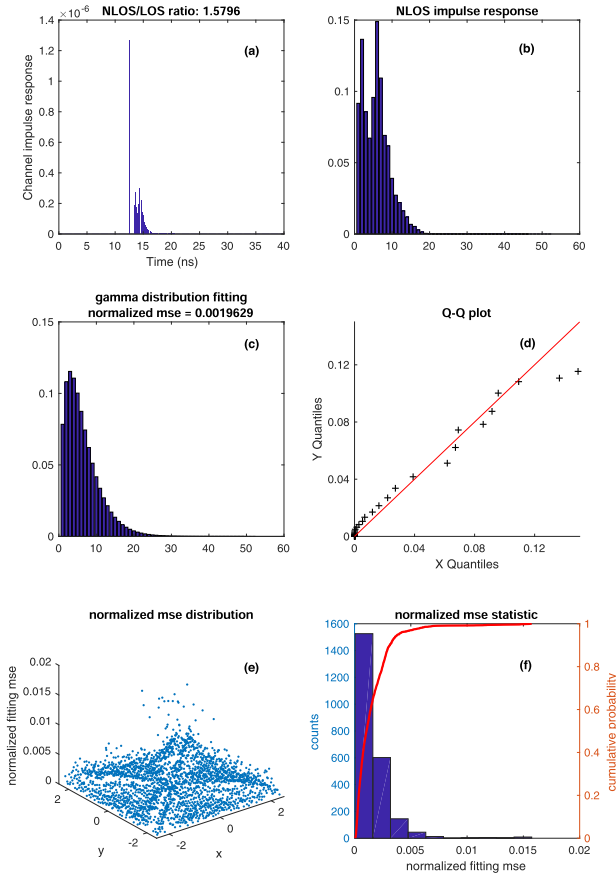 NLOS/LOS ratio: 1.5796
×10⁻⁶
(a)
Channel impulse response
1.4
1.2
1
0.8
0.6
0.4
0.2
0
0 5 10 15 20 25 30 35 40
Time (ns)
NLOS impulse response
(b)
0.15
0.1
0.05
0
0 10 20 30 40 50 60
gamma distribution fitting
normalized mse = 0.0019629
(c)
0.15
0.1
0.05
0
0 10 20 30 40 50 60
Q-Q plot
(d)
Y Quantiles
0.12
0.08
0.04
0
0 0.04 0.08 0.12
X Quantiles
normalized mse distribution
(e)
normalized fitting mse
0.02
0.015
0.01
0.005
0
2
0
-2
y
-2
0
2
x
normalized mse statistic
(f)
counts
1600
1400
1200
1000
800
600
400
200
0
1
0.8
0.6
0.4
0.2
0
cumulative probability
0 0.005 0.01 0.015 0.02
normalized fitting mse